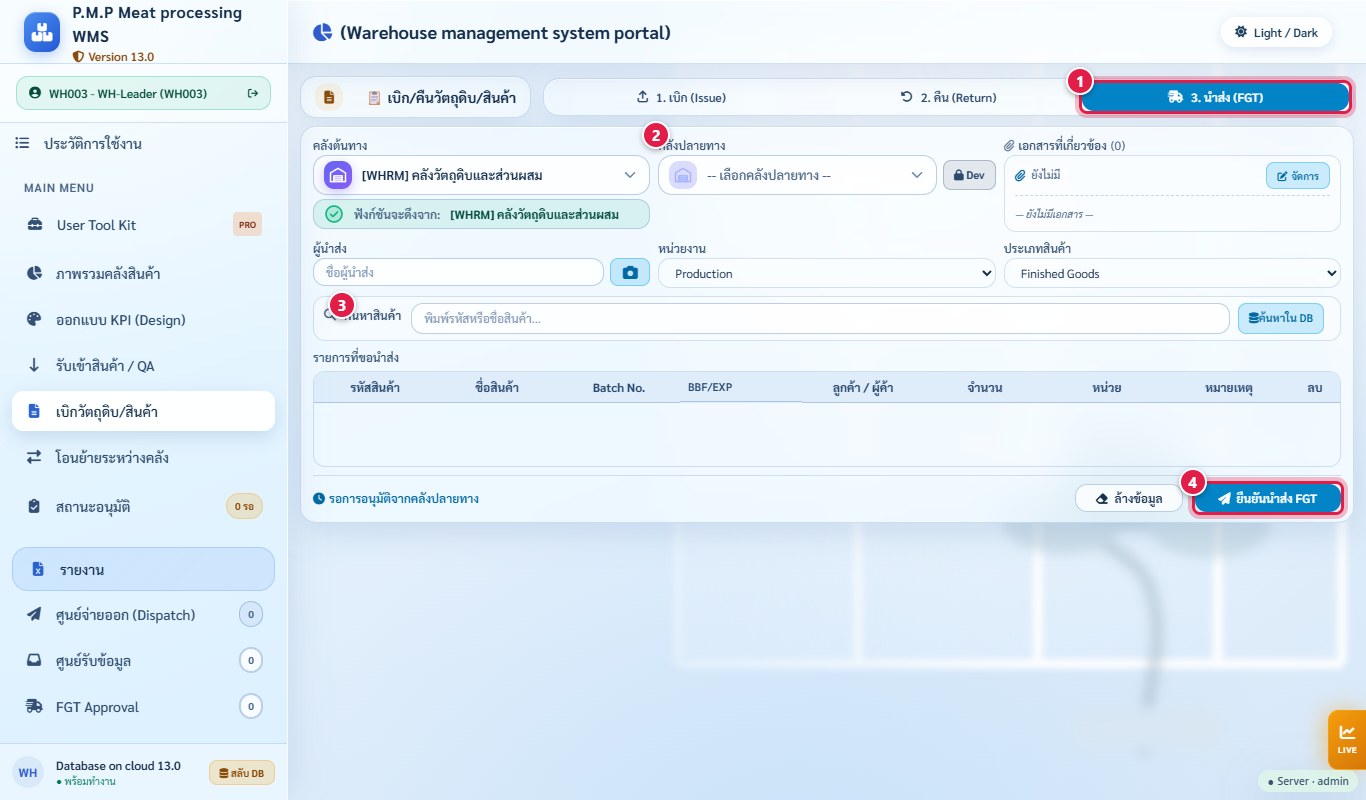 P.M.P Meat processing
WMS
Version 13.0
WH003 - WH-Leader (WH003)
ประวัติการใช้งาน
MAIN MENU
User Tool Kit
PRO
ภาพรวมคลังสินค้า
ออกแบบ KPI (Design)
รับเข้าสินค้า / QA
เบิกวัตถุดิบ/สินค้า
โอนย้ายระหว่างคลัง
สถานะอนุมัติ
0 รอ
รายงาน
ศูนย์จ่ายออก (Dispatch)
0
ศูนย์รับข้อมูล
0
FGT Approval
0
WH
Database on cloud 13.0
● พร้อมทำงาน
สลับ DB
(Warehouse management system portal)
Light / Dark
📋 เบิก/คืนวัตถุดิบ/สินค้า
1. เบิก (Issue)
2. คืน (Return)
1
3. นำส่ง (FGT)
คลังต้นทาง
2
คลังปลายทาง
เอกสารที่เกี่ยวข้อง (0)
[WHRM] คลังวัตถุดิบและส่วนผสม
-- เลือกคลังปลายทาง --
Dev
ยังไม่มี
จัดการ
ฟังก์ชันจะดึงจาก: [WHRM] คลังวัตถุดิบและส่วนผสม
— ยังไม่มีเอกสาร —
ผู้นำส่ง
หน่วยงาน
ประเภทสินค้า
ชื่อผู้นำส่ง
Production
Finished Goods
3
ค้นหาสินค้า
พิมพ์รหัสหรือชื่อสินค้า...
ค้นหาใน DB
รายการที่ขอนำส่ง
รหัสสินค้า
ชื่อสินค้า
Batch No.
BBF/EXP
ลูกค้า / ผู้ค้า
จำนวน
หน่วย
หมายเหตุ
ลบ
รอการอนุมัติจากคลังปลายทาง
ล้างข้อมูล
4
ยืนยันนำส่ง FGT
LIVE
● Server · admin